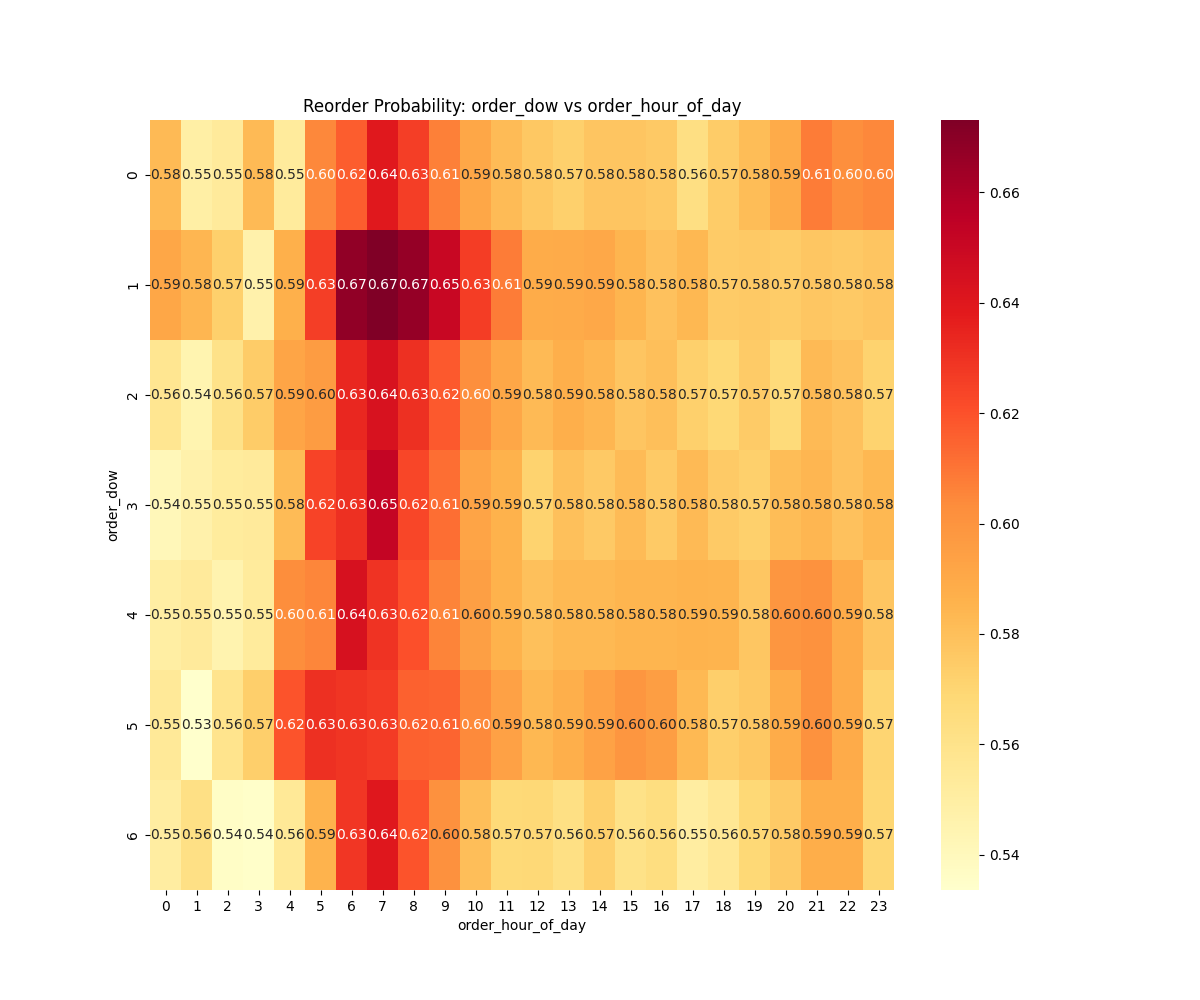 Reorder Probability: order_dow vs order_hour_of_day
0 0.58 0.55 0.55 0.58 0.55 0.60 0.62 0.64 0.63 0.61 0.59 0.58 0.58 0.57 0.58 0.58 0.58 0.56 0.57 0.58 0.59 0.61 0.60 0.60
1 0.59 0.58 0.57 0.55 0.59 0.63 0.67 0.67 0.67 0.65 0.63 0.61 0.59 0.59 0.59 0.58 0.58 0.58 0.57 0.58 0.57 0.58 0.58 0.58
2 0.56 0.54 0.56 0.57 0.59 0.60 0.63 0.64 0.63 0.62 0.60 0.59 0.58 0.59 0.58 0.58 0.58 0.57 0.57 0.57 0.57 0.58 0.58 0.57
3 0.54 0.55 0.55 0.55 0.58 0.62 0.63 0.65 0.62 0.61 0.59 0.59 0.57 0.58 0.58 0.58 0.58 0.58 0.58 0.57 0.58 0.58 0.58 0.58
4 0.55 0.55 0.55 0.55 0.60 0.61 0.64 0.63 0.62 0.61 0.60 0.59 0.58 0.58 0.58 0.58 0.58 0.59 0.59 0.58 0.60 0.60 0.59 0.58
5 0.55 0.53 0.56 0.57 0.62 0.63 0.63 0.63 0.62 0.61 0.60 0.59 0.58 0.59 0.59 0.60 0.60 0.58 0.57 0.58 0.59 0.60 0.59 0.57
6 0.55 0.56 0.54 0.54 0.56 0.59 0.63 0.64 0.62 0.60 0.58 0.57 0.57 0.56 0.57 0.56 0.56 0.55 0.56 0.57 0.58 0.59 0.59 0.57
0 1 2 3 4 5 6 7 8 9 10 11 12 13 14 15 16 17 18 19 20 21 22 23
order_hour_of_day
order_dow
0.66
0.64
0.62
0.60
0.58
0.56
0.54